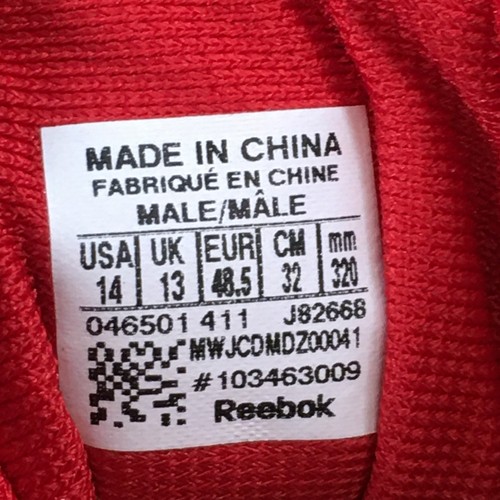 MADE IN CHINA
FABRIQUÉ EN CHINE
MALE/MÂLE
USA UK EUR CM mm
14 13 48.5 32 320
046501 411 J82668
MWJCDMDZ00041
#103463009
Reebok